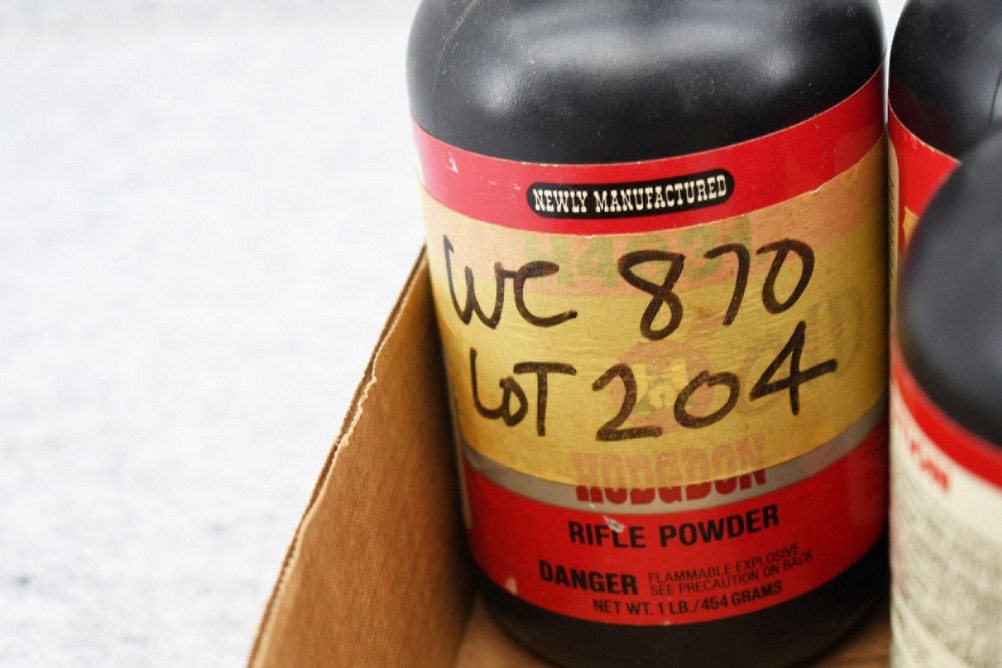 NEWLY MANUFACTURED
WC 870
LOT 204
HODGDON
RIFLE POWDER
DANGER FLAMMABLE EXPLOSIVE
SEE PRECAUTION ON BACK
NET WT. 1 LB./454 GRAMS